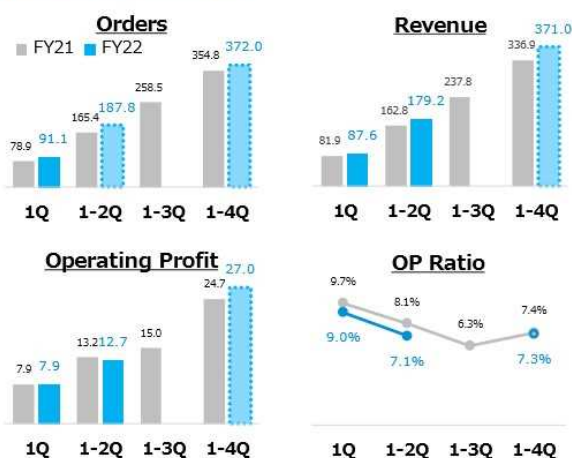 Orders
FY21 FY22
78.9 91.1 165.4 187.8 258.5 354.8 372.0
1Q 1-2Q 1-3Q 1-4Q
Revenue
81.9 87.6 162.8 179.2 237.8 336.9 371.0
1Q 1-2Q 1-3Q 1-4Q
Operating Profit
7.9 7.9 13.2 12.7 15.0 24.7 27.0
1Q 1-2Q 1-3Q 1-4Q
OP Ratio
9.7% 8.1% 6.3% 7.4%
9.0% 7.1% 7.3%
1Q 1-2Q 1-3Q 1-4Q